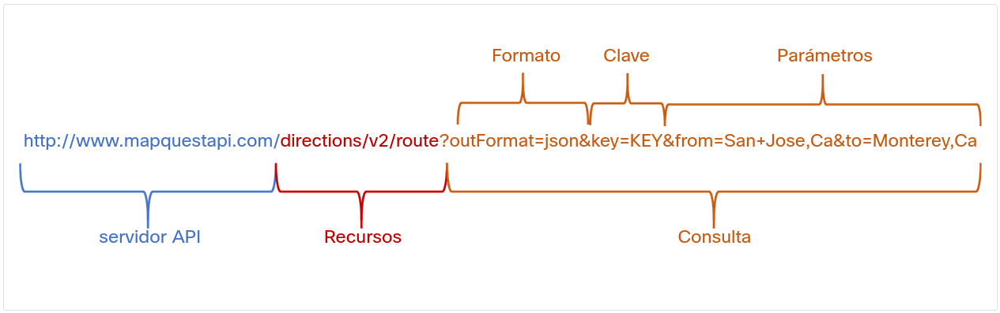 Formato Clave Parámetros
http://www.mapquestapi.com/directions/v2/route?outFormat=json&key=KEY&from=San+Jose,Ca&to=Monterey,Ca
servidor API Recursos Consulta